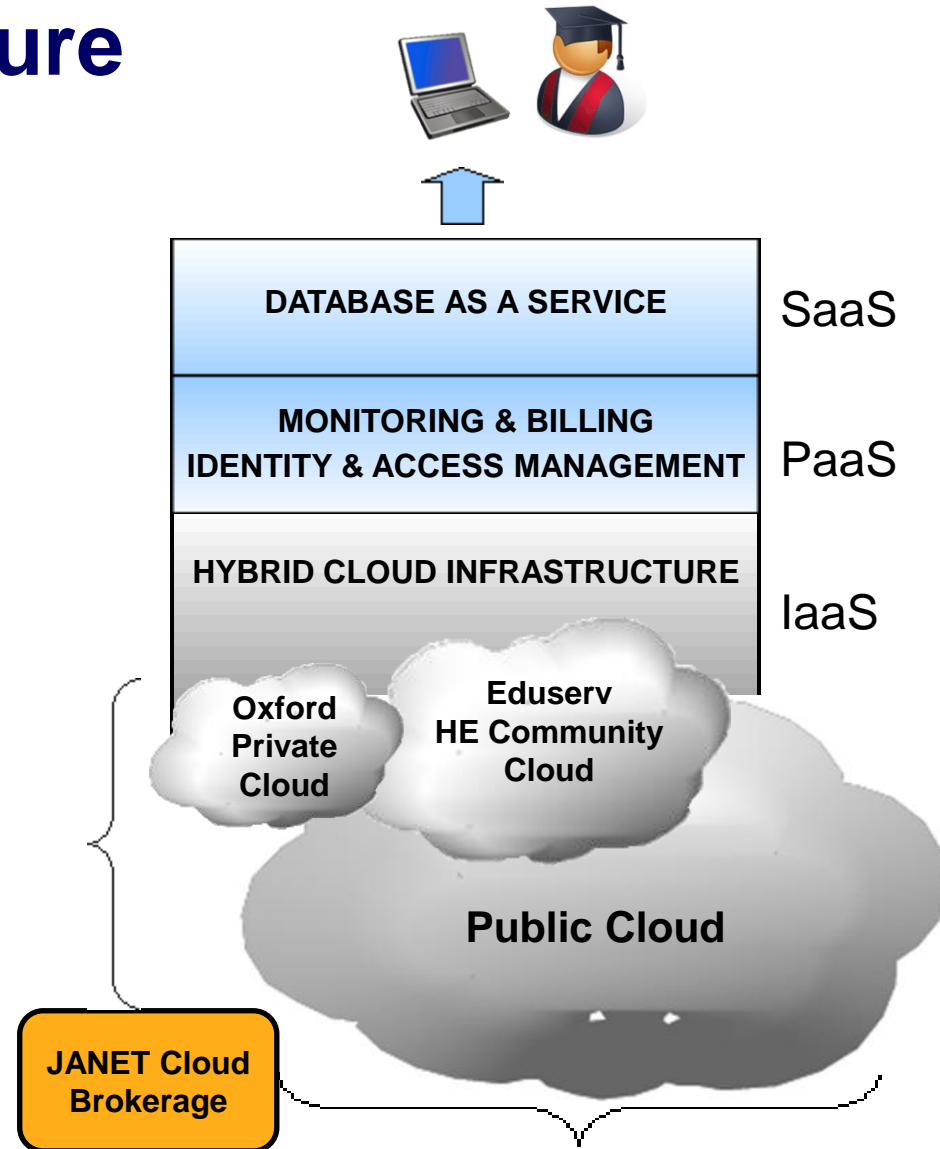 ure
DATABASE AS A SERVICE
SaaS
MONITORING & BILLING
IDENTITY & ACCESS MANAGEMENT
PaaS
HYBRID CLOUD INFRASTRUCTURE
IaaS
Oxford
Private
Cloud
Eduserv
HE Community
Cloud
Public Cloud
JANET Cloud
Brokerage